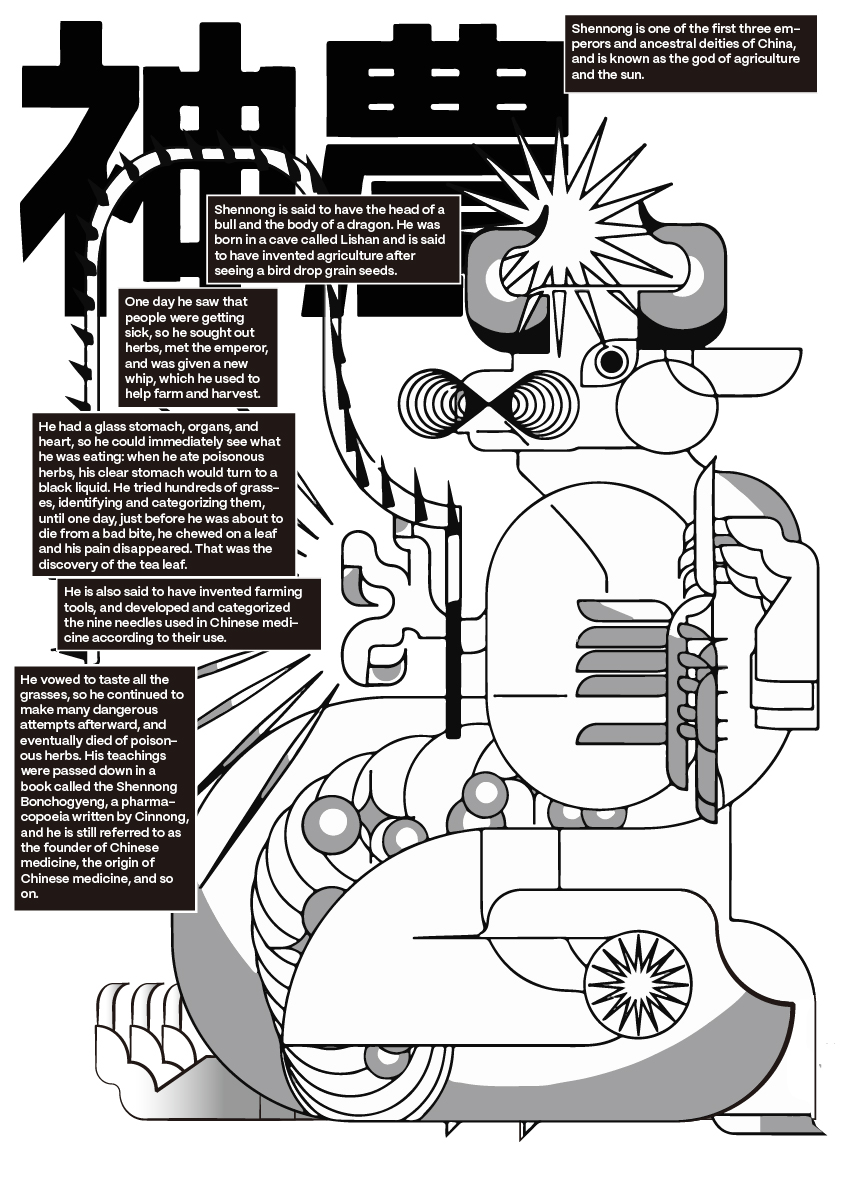 神農
Shennong is one of the first three em–
perors and ancestral deities of China,
and is known as the god of agriculture
and the sun.
Shennong is said to have the head of a
bull and the body of a dragon. He was
born in a cave called Lishan and is said
to have invented agriculture after
seeing a bird drop grain seeds.
One day he saw that
people were getting
sick, so he sought out
herbs, met the emperor,
and was given a new
whip, which he used to
help farm and harvest.
He had a glass stomach, organs, and
heart, so he could immediately see what
he was eating: when he ate poisonous
herbs, his clear stomach would turn to a
black liquid. He tried hundreds of grass–
es, identifying and categorizing them,
until one day, just before he was about to
die from a bad bite, he chewed on a leaf
and his pain disappeared. That was the
discovery of the tea leaf.
He is also said to have invented farming
tools, and developed and categorized
the nine needles used in Chinese medi–
cine according to their use.
He vowed to taste all the
grasses, so he continued to
make many dangerous
attempts afterward, and
eventually died of poison–
ous herbs. His teachings
were passed down in a
book called the Shennong
Bonchogyeng, a pharma–
copoeia written by Cinnong,
and he is still referred to as
the founder of Chinese
medicine, the origin of
Chinese medicine, and so
on.